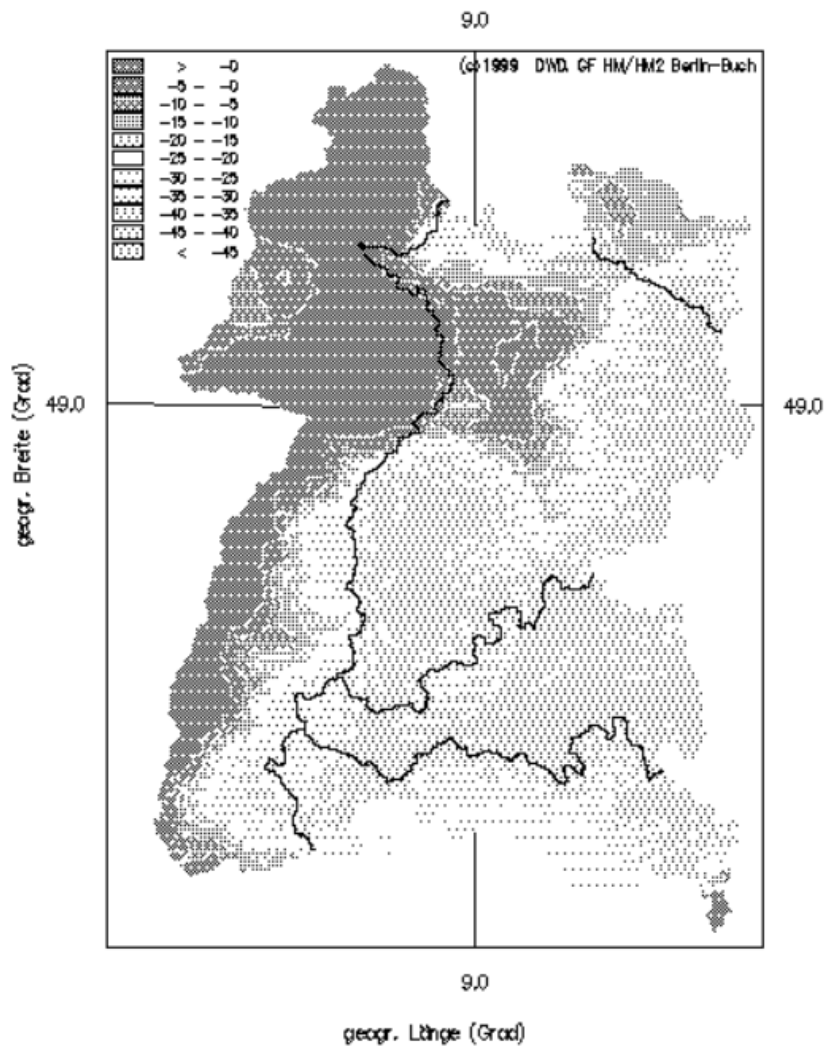 9.0
(c) 1999 DWD. GF HM/HM2 Berlin-Buch
> -0
-5 - -0
-10 - -5
-15 - -10
-20 - -15
-25 - -20
-30 - -25
-35 - -30
-40 - -35
-45 - -40
< -45
49.0
49.0
geogr. Breite (Grad)
9.0
geogr. Länge (Grad)